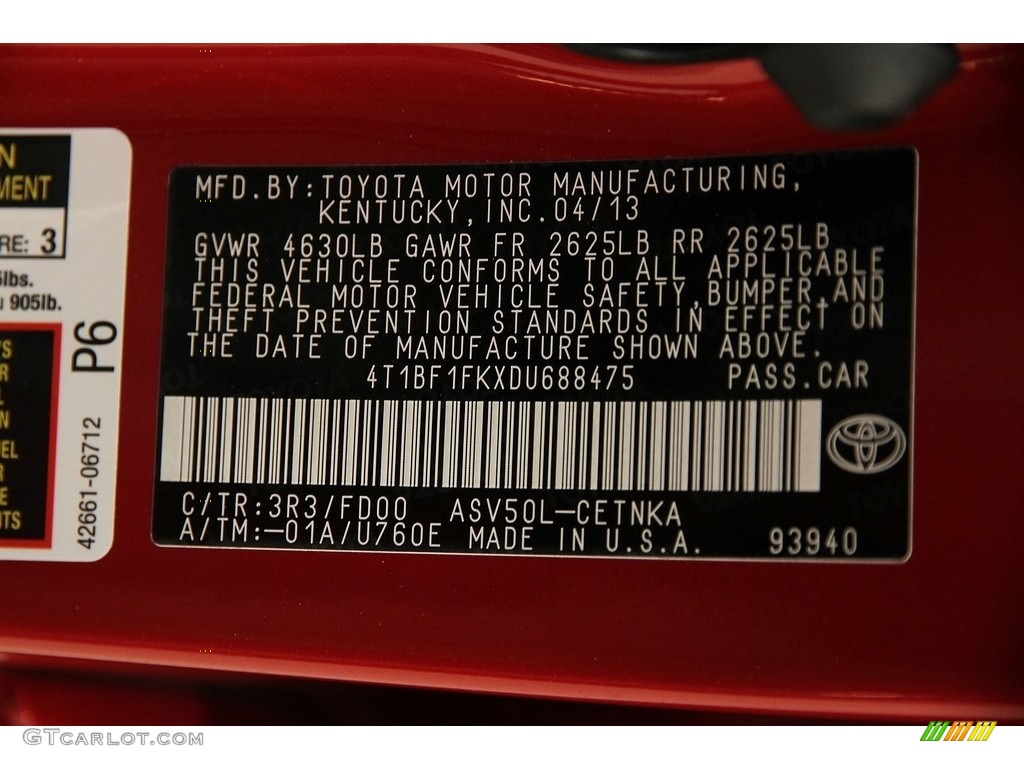 N
MENT
RE: 3
lbs.
905lb.
P6
42661-06712
MFD.BY:TOYOTA MOTOR MANUFACTURING,
KENTUCKY,INC.04/13
GVWR 4630LB GAWR FR 2625LB RR 2625LB
THIS VEHICLE CONFORMS TO ALL APPLICABLE
FEDERAL MOTOR VEHICLE SAFETY,BUMPER,AND
THEFT PREVENTION STANDARDS IN EFFECT ON
THE DATE OF MANUFACTURE SHOWN ABOVE.
4T1BF1FKXDU688475 PASS.CAR
C/TR:3R3/FD00 ASV50L-CETNKA
A/TM:-01A/U760E MADE IN U.S.A. 93940
GTcarlot.com